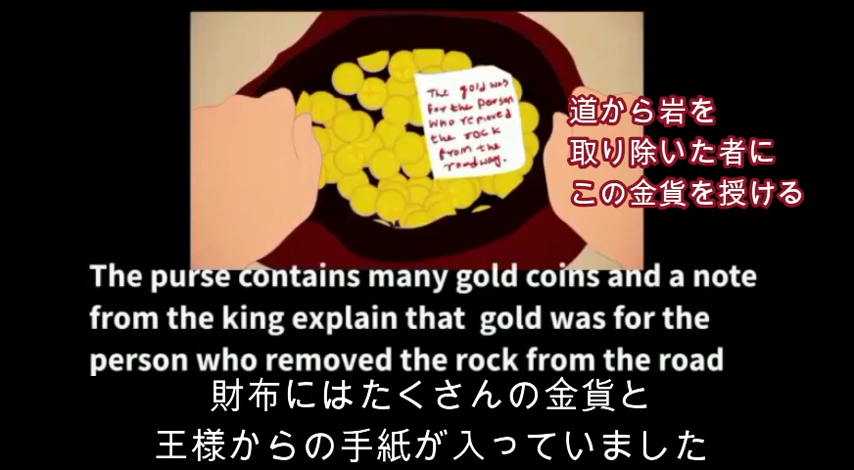 The gold was
for the person
who removed
the rock
from the
roadway.
道から岩を
取り除いた者に
この金貨を授ける
The purse contains many gold coins and a note
from the king explain that  gold was for the
person who removed the rock from the road
財布にはたくさんの金貨と
王様からの手紙が入っていました